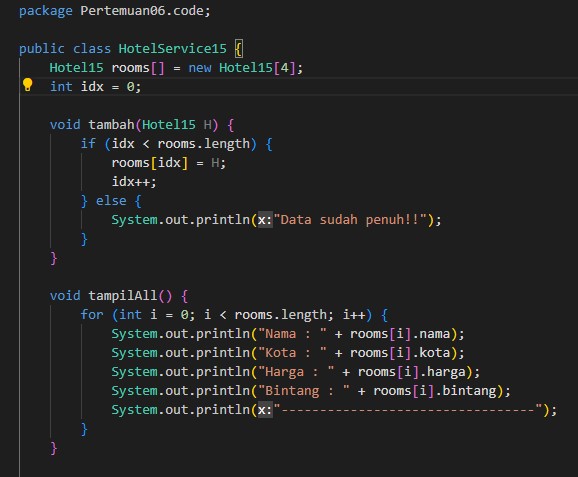 package Pertemuan06.code;
public class HotelService15 {
Hotel15 rooms[] = new Hotel15[4];
int idx = 0;
void tambah(Hotel15 H) {
if (idx < rooms.length) {
rooms[idx] = H;
idx++;
} else {
System.out.println(x:"Data sudah penuh!!");
}
}
void tampilAll() {
for (int i = 0; i < rooms.length; i++) {
System.out.println("Nama : " + rooms[i].nama);
System.out.println("Kota : " + rooms[i].kota);
System.out.println("Harga : " + rooms[i].harga);
System.out.println("Bintang : " + rooms[i].bintang);
System.out.println(x:"---------------------------------");
}
}